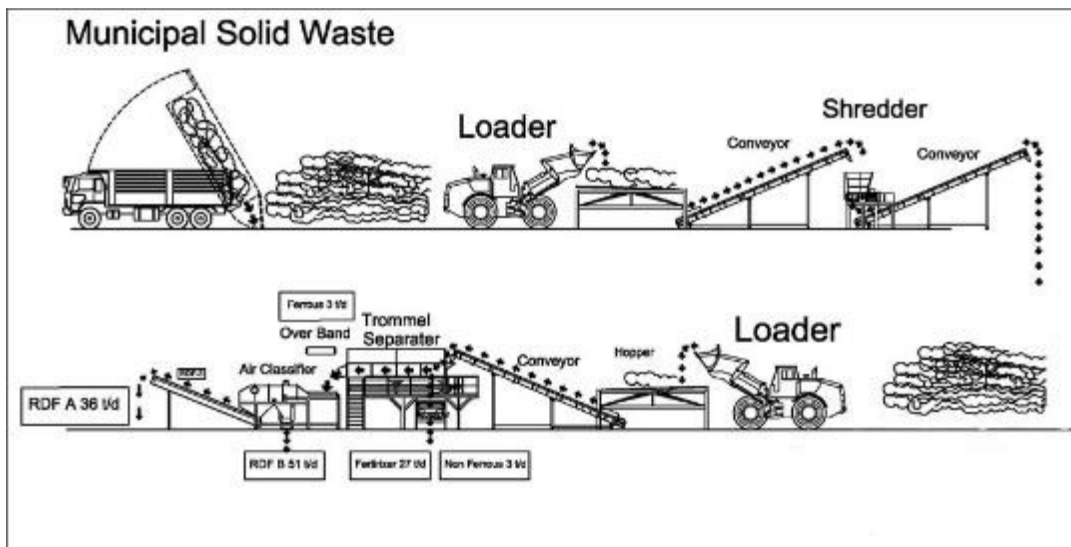 Municipal Solid Waste
Loader
Shredder
Conveyor
Conveyor
Ferrous 3 t/d
Over Band
Trommel
Separater
Air Classifier
Conveyor
Hopper
Loader
RDF A 36 t/d
RDF B 51 t/d
Fertirizer 27 t/d
Non Ferrous 3 t/d